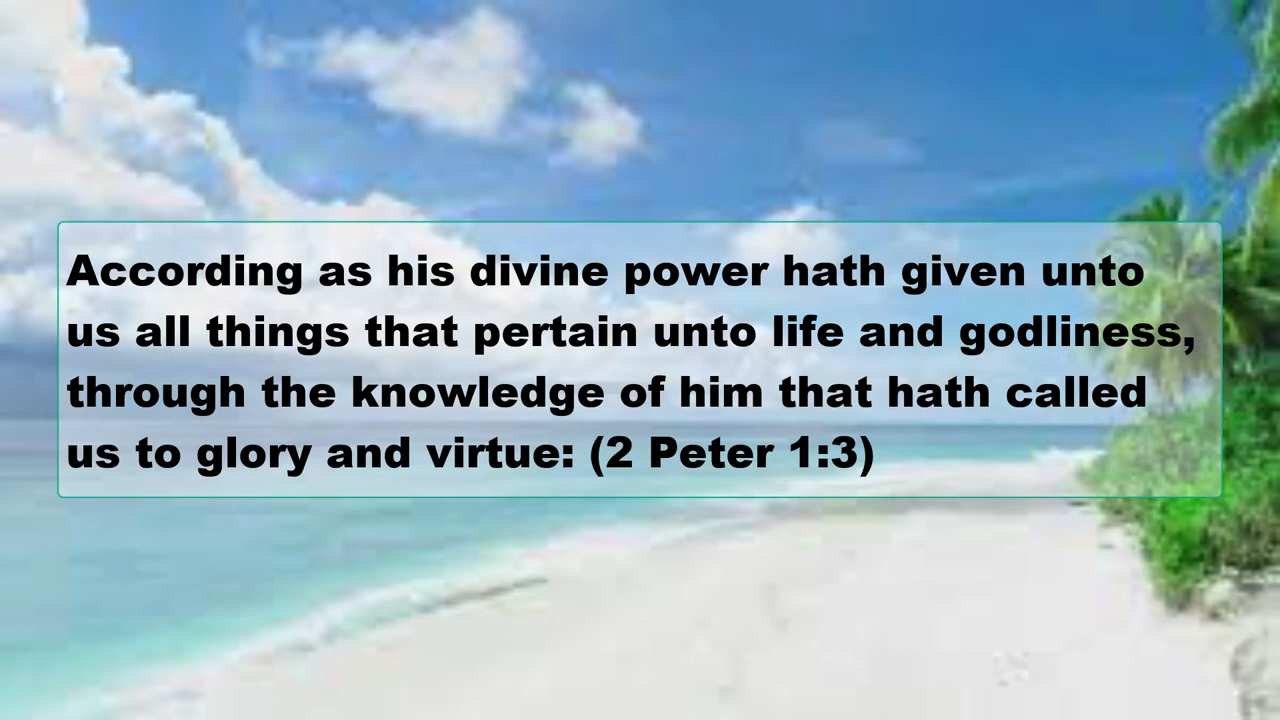 According as his divine power hath given unto
us all things that pertain unto life and godliness,
through the knowledge of him that hath called
us to glory and virtue: (2 Peter 1:3)